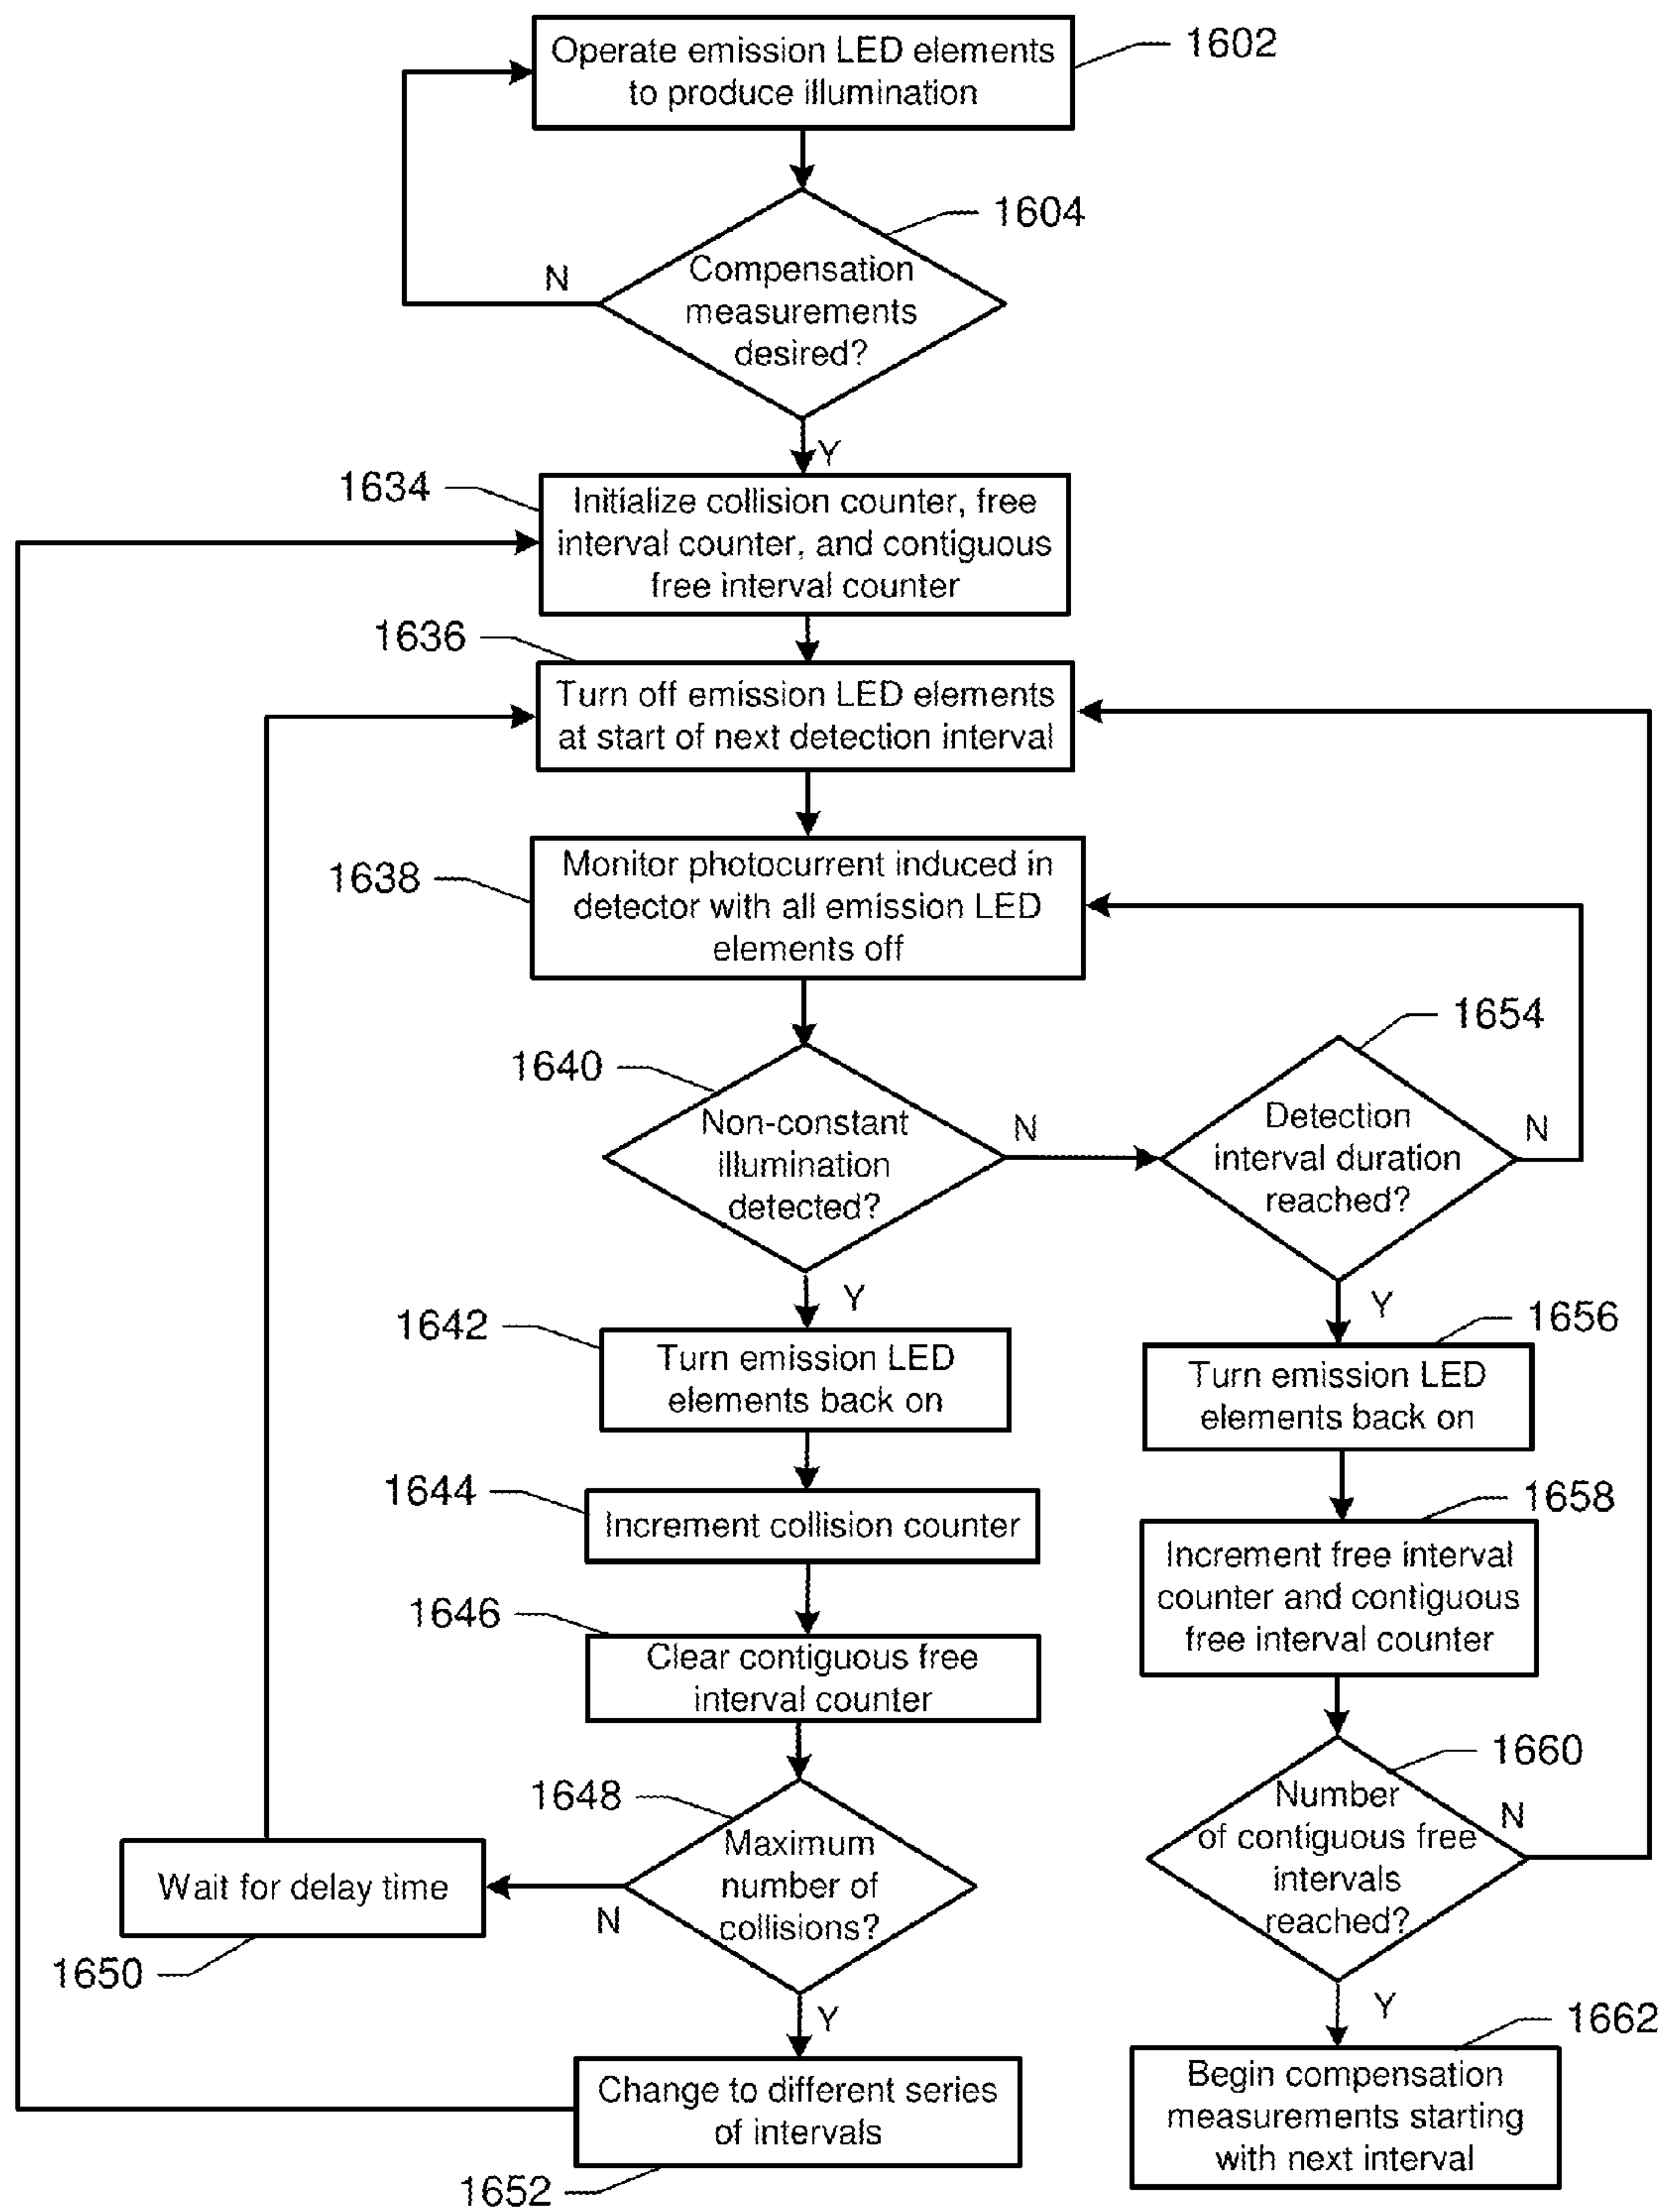 Operate emission LED elements
to produce illumination
1602
1604
Compensation
measurements
desired?
N
Y
1634
Initialize collision counter, free
interval counter, and contiguous
free interval counter
1636
Turn off emission LED elements
at start of next detection interval
1638
Monitor photocurrent induced in
detector with all emission LED
elements off
1640
Non-constant
illumination
detected?
N
1654
Detection
interval duration
reached?
N
Y
1642
Turn emission LED
elements back on
Y
1656
Turn emission LED
elements back on
1644
Increment collision counter
1658
Increment free interval
counter and contiguous
free interval counter
1646
Clear contiguous free
interval counter
1648
Maximum
number of
collisions?
N
1660
Number
of contiguous free
intervals
reached?
N
Wait for delay time
1650
Y
Y
1652
Change to different series
of intervals
1662
Begin compensation
measurements starting
with next interval